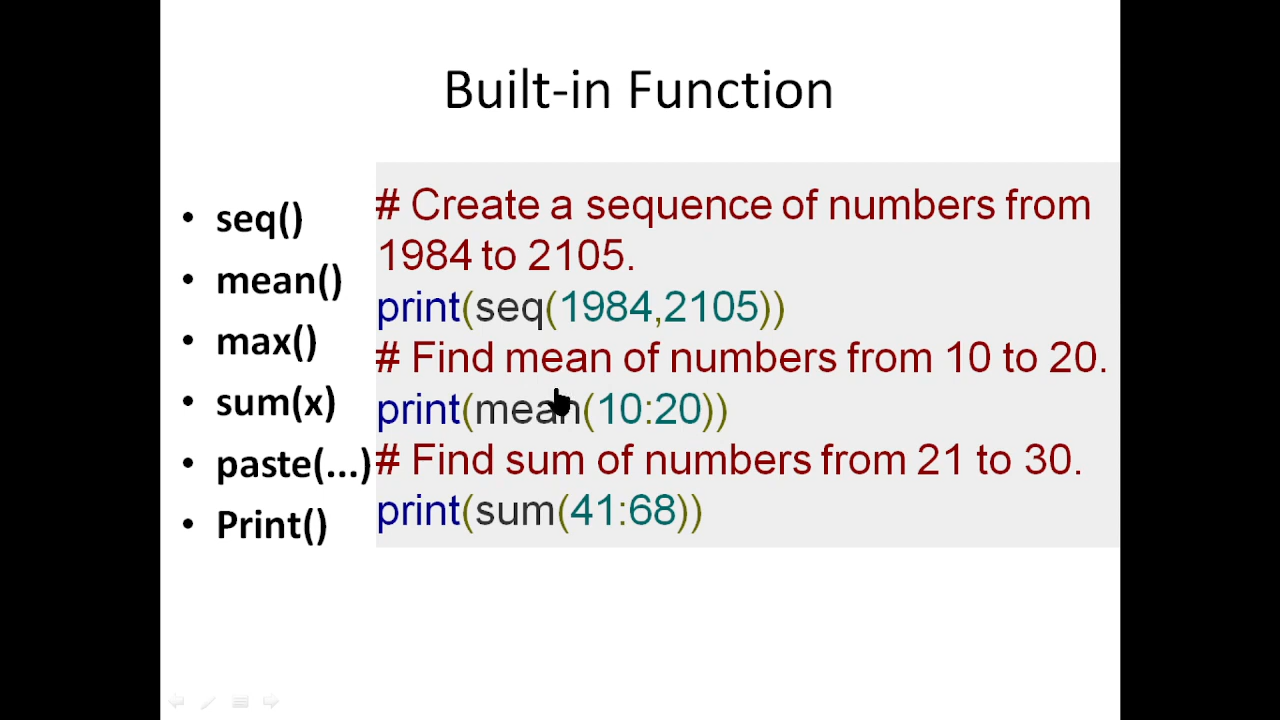 Built-in Function
• seq()
• mean()
• max()
• sum(x)
• paste(...)
• Print()
# Create a sequence of numbers from
1984 to 2105.
print(seq(1984,2105))
# Find mean of numbers from 10 to 20.
print(mean(10:20))
# Find sum of numbers from 21 to 30.
print(sum(41:68))